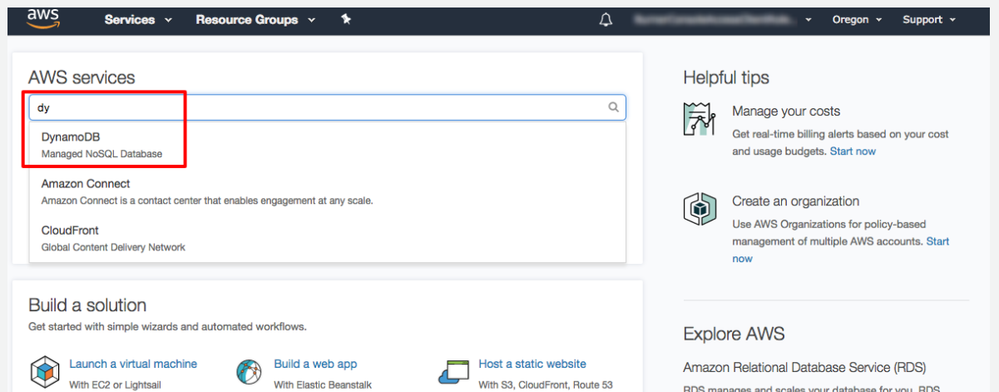 aws
Services
Resource Groups
Oregon
Support
AWS services
dy
DynamoDB
Managed NoSQL Database
Amazon Connect
Amazon Connect is a contact center that enables engagement at any scale.
CloudFront
Global Content Delivery Network
Build a solution
Get started with simple wizards and automated workflows.
Launch a virtual machine
With EC2 or Lightsail
Build a web app
With Elastic Beanstalk
Host a static website
With S3, CloudFront, Route 53
Helpful tips
Manage your costs
Get real-time billing alerts based on your cost
and usage budgets. Start now
Create an organization
Use AWS Organizations for policy-based
management of multiple AWS accounts. Start
now
Explore AWS
Amazon Relational Database Service (RDS)
RDS manages and scales your database for you. RDS